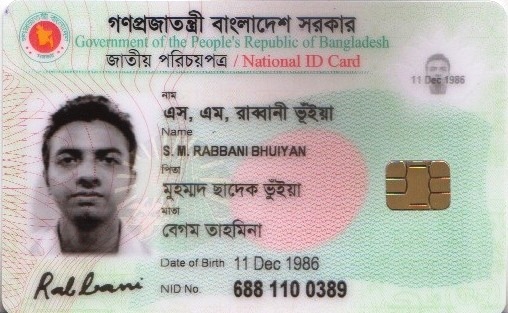 গণপ্রজাতন্ত্রী বাংলাদেশ সরকার
Government of the People's Republic of Bangladesh
জাতীয় পরিচয়পত্র / National ID Card
11 Dec 1986
নাম
এস, এম, রাব্বানী ভূঁইয়া
Name
S. M. RABBANI BHUIYAN
পিতা
মুহম্মদ ছাদেক ভুঁইয়া
মাতা
বেগম তাহমিনা
Date of Birth 11 Dec 1986
Rabbani
NID No. 688 110 0389